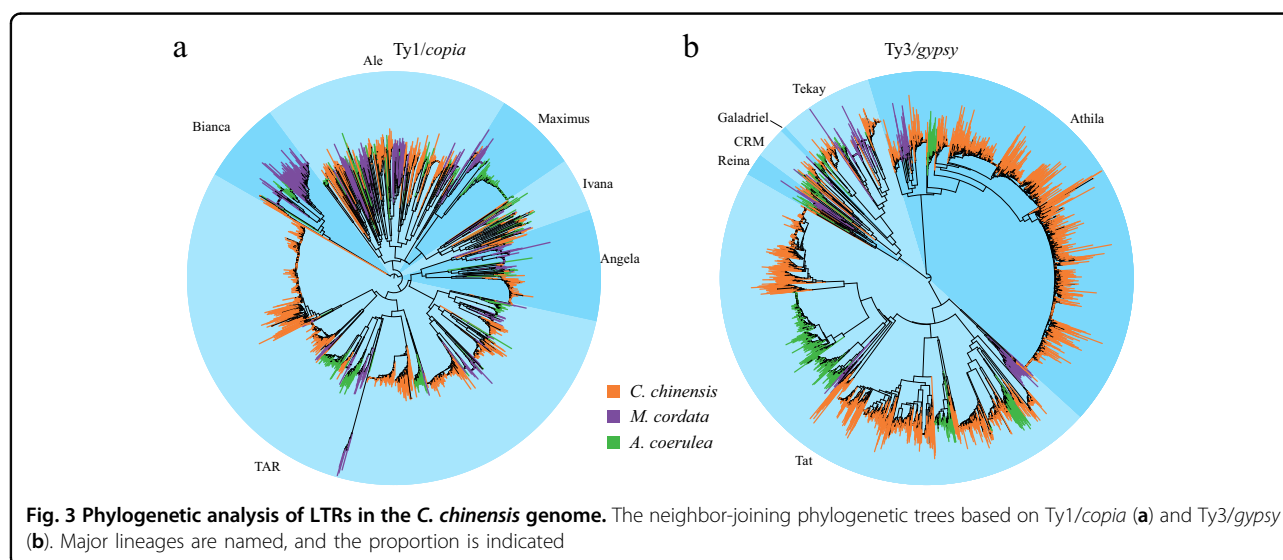 a
Ty1/copia
Ale
Bianca
Maximus
Ivana
Angela
TAR
b
Ty3/gypsy
Tekay
Galadriel
CRM
Reina
Athila
Tat
C. chinensis
M. cordata
A. coerulea
Fig. 3 Phylogenetic analysis of LTRs in the C. chinensis genome. The neighbor-joining phylogenetic trees based on Ty1/copia (a) and Ty3/gypsy
(b). Major lineages are named, and the proportion is indicated